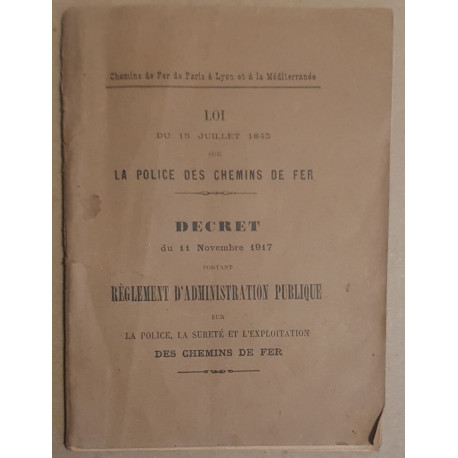 Chemins de Fer de Paris à Lyon et à la Méditerranée
LOI
DU 15 JUILLET 1845
SUR
LA POLICE DES CHEMINS DE FER
DECRET
du 11 Novembre 1917
PORTANT
RÈGLEMENT D'ADMINISTRATION PUBLIQUE
SUR
LA POLICE, LA SURETÉ ET L'EXPLOITATION
DES CHEMINS DE FER